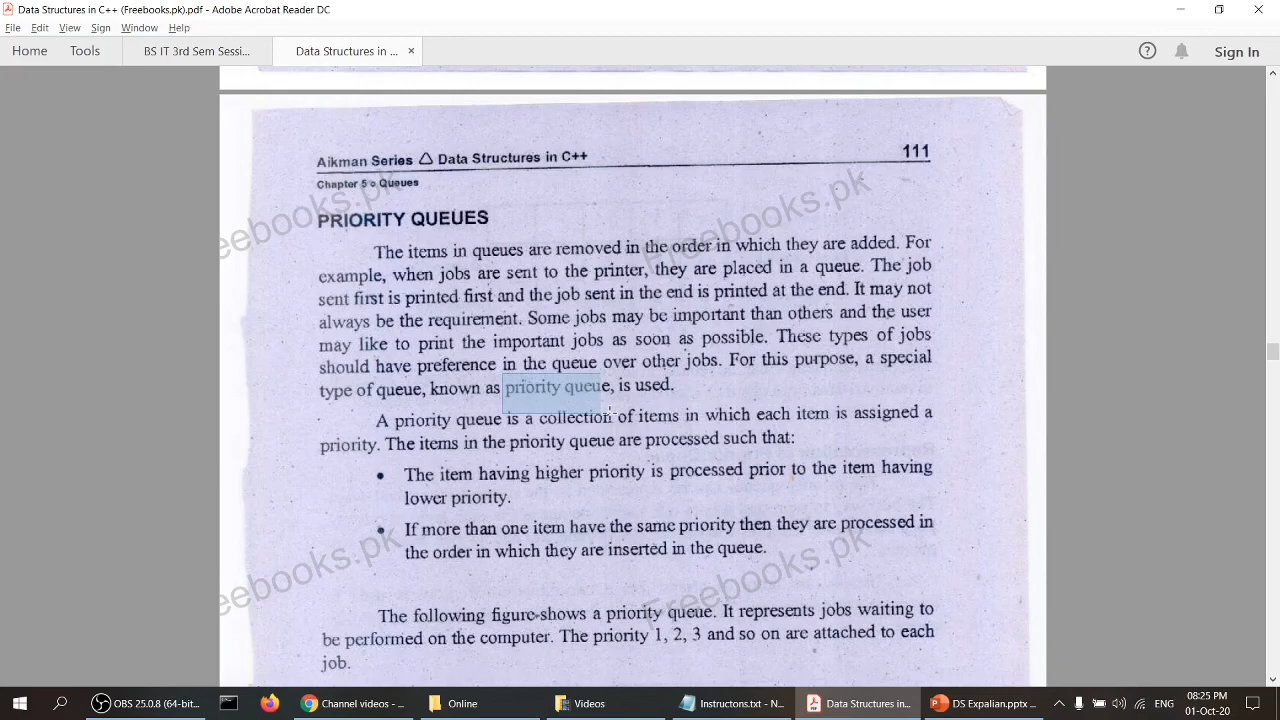 Data Structures in C++ (Freebooks.pk).pdf - Adobe Acrobat Reader DC
File Edit View Sign Window Help
Home Tools BS IT 3rd Sem Sessi... Data Structures in ... × Sign In
Aikman Series △ Data Structures in C++ 111
Chapter 5 o Queues
PRIORITY QUEUES
The items in queues are removed in the order in which they are added. For
example, when jobs are sent to the printer, they are placed in a queue. The job
sent first is printed first and the job sent in the end is printed at the end. It may not
always be the requirement. Some jobs may be important than others and the user
may like to print the important jobs as soon as possible. These types of jobs
should have preference in the queue over other jobs. For this purpose, a special
type of queue, known as priority queue, is used.
A priority queue is a collection of items in which each item is assigned a
priority. The items in the priority queue are processed such that:
• The item having higher priority is processed prior to the item having
lower priority.
• If more than one item have the same priority then they are processed in
the order in which they are inserted in the queue.
The following figure shows a priority queue. It represents jobs waiting to
be performed on the computer. The priority 1, 2, 3 and so on are attached to each
job.
reebooks.pk
Freebooks.pk
reebooks.pk
Freebooks.pk
OBS 25.0.8 (64-bit... Channel videos - ... Online Videos Instructons.txt - N... Data Structures in... DS Expalian.pptx ... 08:25 PM
01-Oct-20